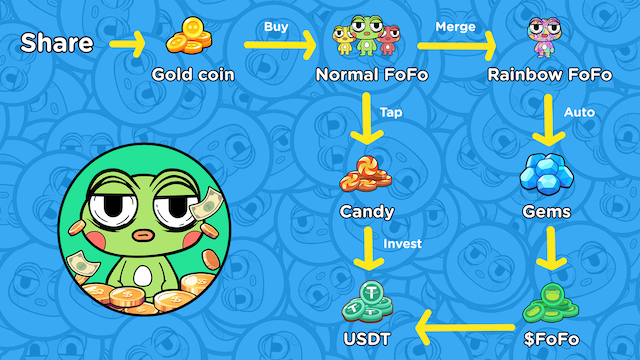 Share
Gold coin
Buy
Normal FoFo
Merge
Rainbow FoFo
Tap
Auto
Candy
Gems
Invest
USDT
$FoFo